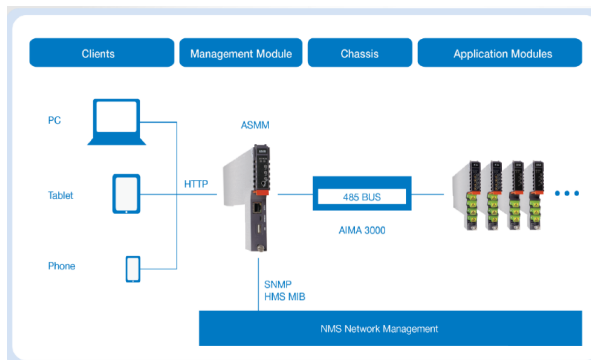 Clients
Management Module
Chassis
Application Modules
PC
ASMM
HTTP
Tablet
485 BUS
AIMA 3000
Phone
SNMP
HMS MIB
NMS Network Management